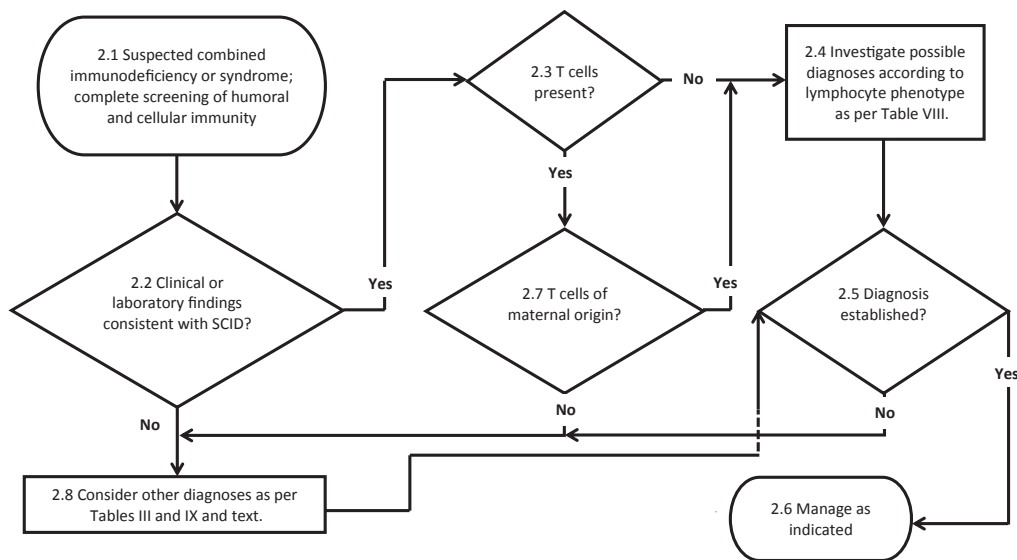 2.1 Suspected combined
immunodeficiency or syndrome;
complete screening of humoral
and cellular immunity
2.3 T cells
present?
No
2.4 Investigate possible
diagnoses according to
lymphocyte phenotype
as per Table VIII.
Yes
2.2 Clinical or
laboratory findings
consistent with SCID?
Yes
2.7 T cells of
maternal origin?
Yes
2.5 Diagnosis
established?
Yes
No
No
No
2.8 Consider other diagnoses as per
Tables III and IX and text.
2.6 Manage as
indicated